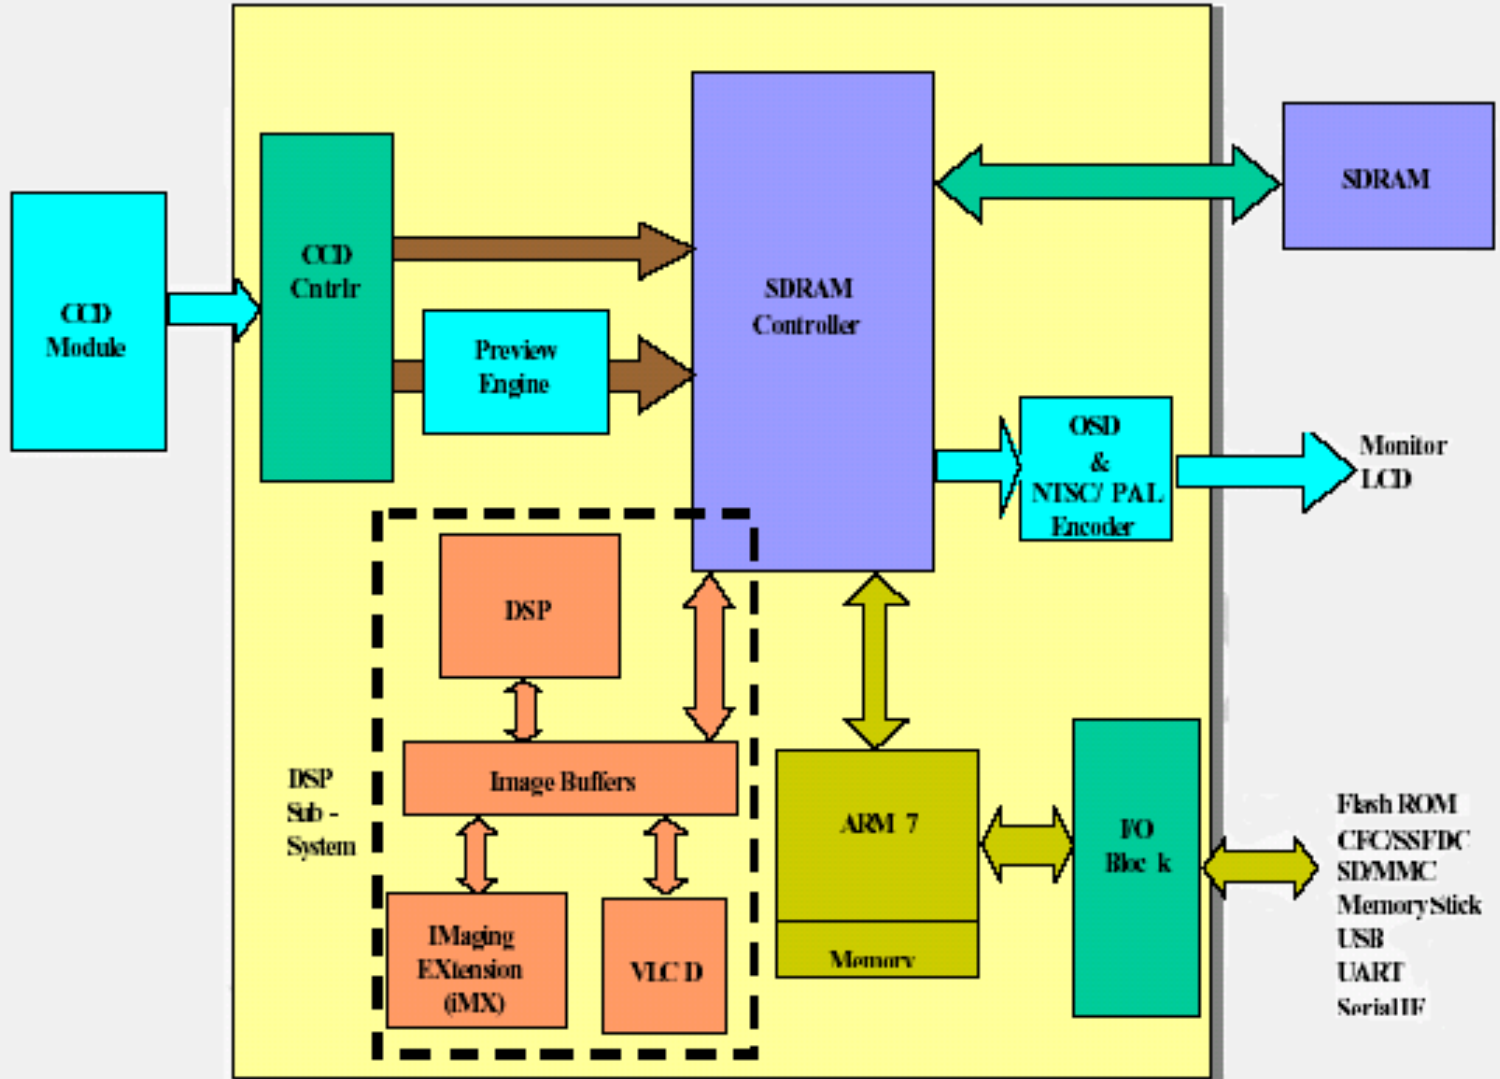 CCD
Module
CCD
Cntrlr
Preview
Engine
SDRAM
Controller
SDRAM
OSD
&
NTSC/ PAL
Encoder
Monitor
LCD
DSP
Sub -
System
DSP
Image Buffers
IMaging
EXtension
(iMX)
VLC D
ARM 7
Memory
I/O
Bloc k
Flash ROM
CFC/SSFDC
SD/MMC
Memory Stick
USB
UART
Serial I/F